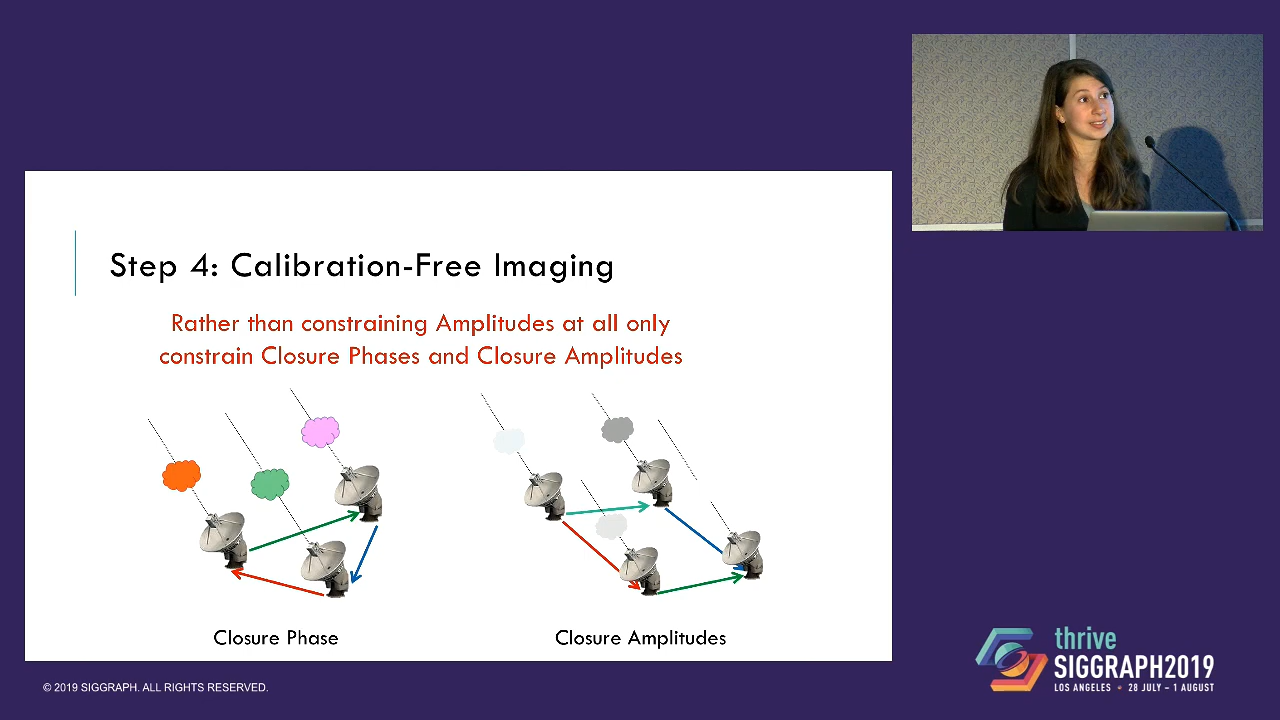 Step 4: Calibration-Free Imaging
Rather than constraining Amplitudes at all only
constrain Closure Phases and Closure Amplitudes
Closure Phase
Closure Amplitudes
© 2019 SIGGRAPH. ALL RIGHTS RESERVED.
thrive
SIGGRAPH2019
LOS ANGELES • 28 JULY – 1 AUGUST